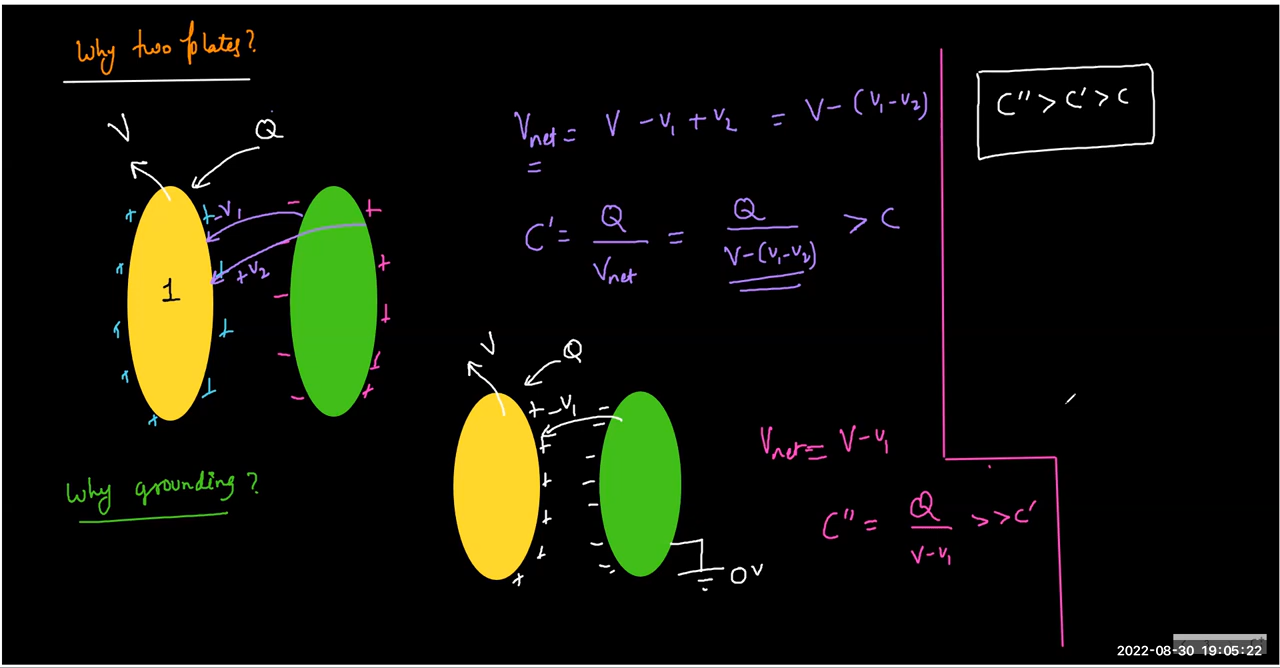 Why two plates?
V
Q
-V₁
+V₂
1
Vnet = V - V₁ + V₂ = V - (V₁ - V₂)
C' = Q / Vnet = Q / V - (V₁ - V₂) > C
C'' > C' > C
Why grounding?
V
Q
-V₁
0V
Vnet = V - V₁
C'' = Q / V - V₁ >> C'
2022-08-30 19:05:22